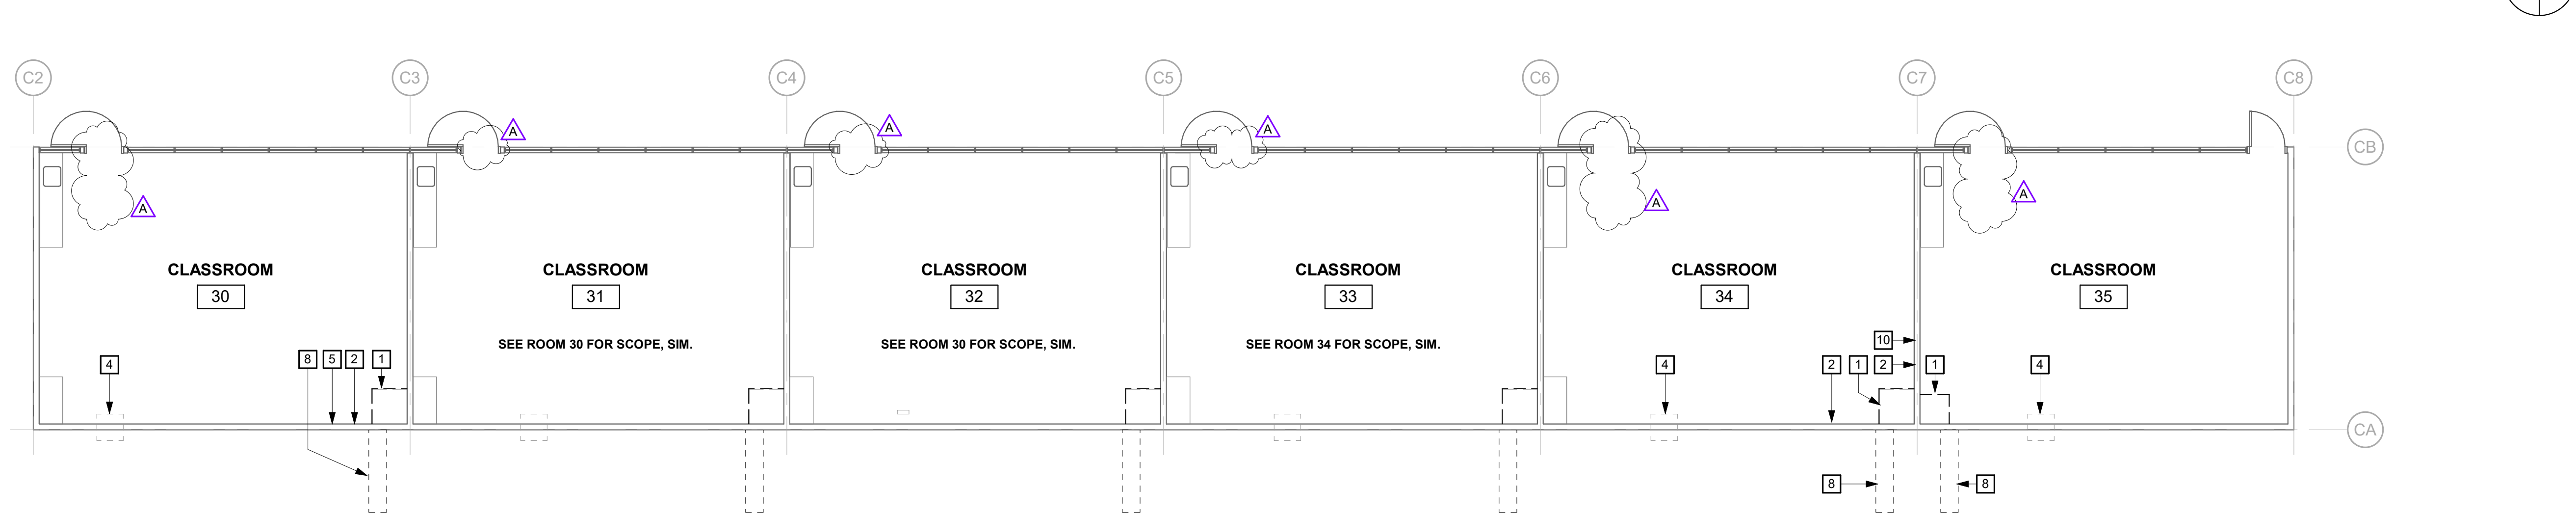 C2
C3
C4
C5
C6
C7
C8
A
A
A
CB
A
A
A
CLASSROOM
30
CLASSROOM
31
CLASSROOM
32
CLASSROOM
33
CLASSROOM
34
CLASSROOM
35
SEE ROOM 30 FOR SCOPE, SIM.
SEE ROOM 30 FOR SCOPE, SIM.
SEE ROOM 34 FOR SCOPE, SIM.
10
4
8
5
2
1
4
2
1
2
1
4
CA
8
8